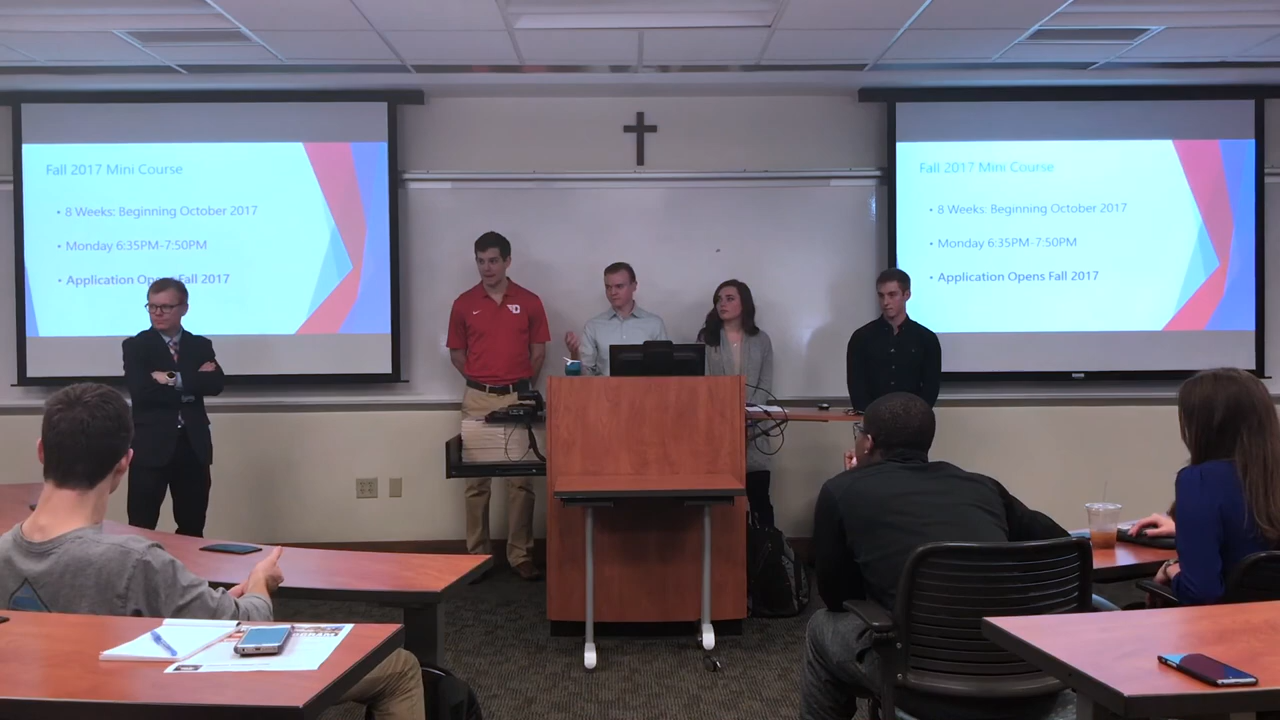 Fall 2017 Mini Course
• 8 Weeks: Beginning October 2017
• Monday 6:35PM-7:50PM
• Application Opens Fall 2017
Fall 2017 Mini Course
• 8 Weeks: Beginning October 2017
• Monday 6:35PM-7:50PM
• Application Opens Fall 2017
D